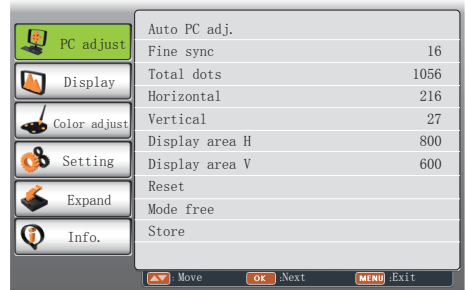 PC adjust
Display
Color adjust
Setting
Expand
Info.
Auto PC adj.
Fine sync 16
Total dots 1056
Horizontal 216
Vertical 27
Display area H 800
Display area V 600
Reset
Mode free
Store
: Move OK :Next MENU :Exit